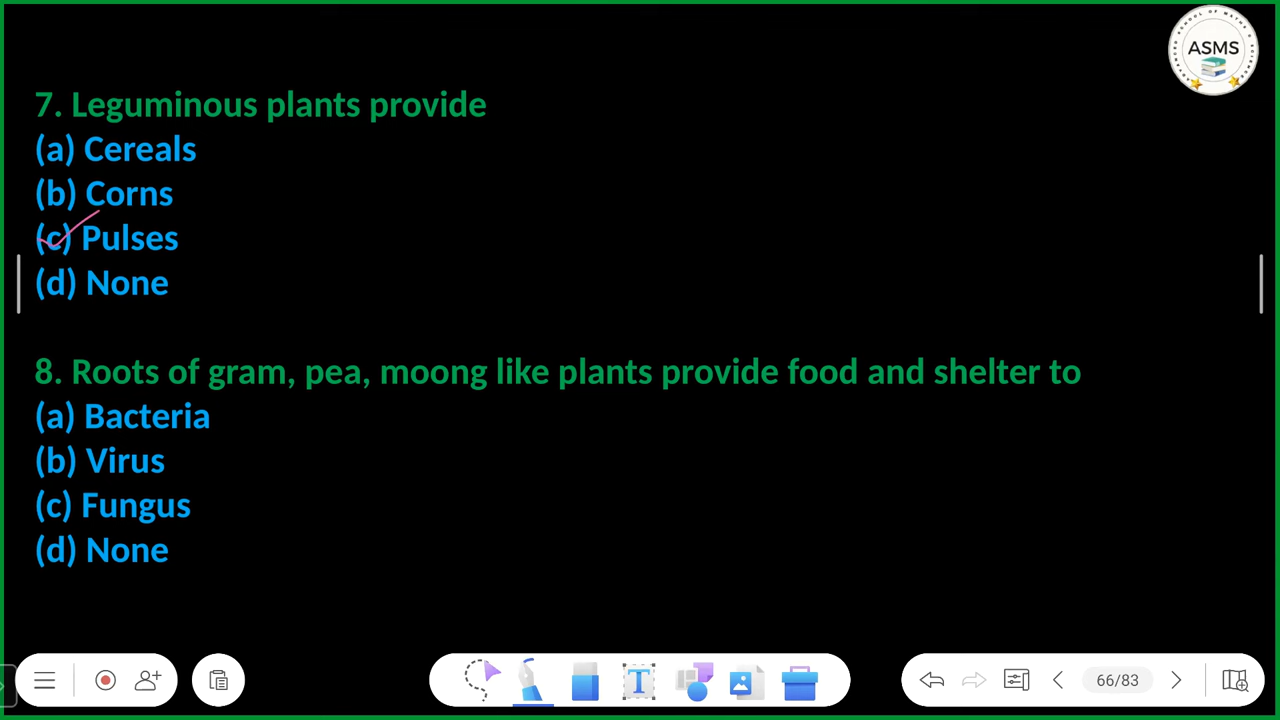 ASMS
7. Leguminous plants provide
(a) Cereals
(b) Corns
(c) Pulses
(d) None
8. Roots of gram, pea, moong like plants provide food and shelter to
(a) Bacteria
(b) Virus
(c) Fungus
(d) None
66/83